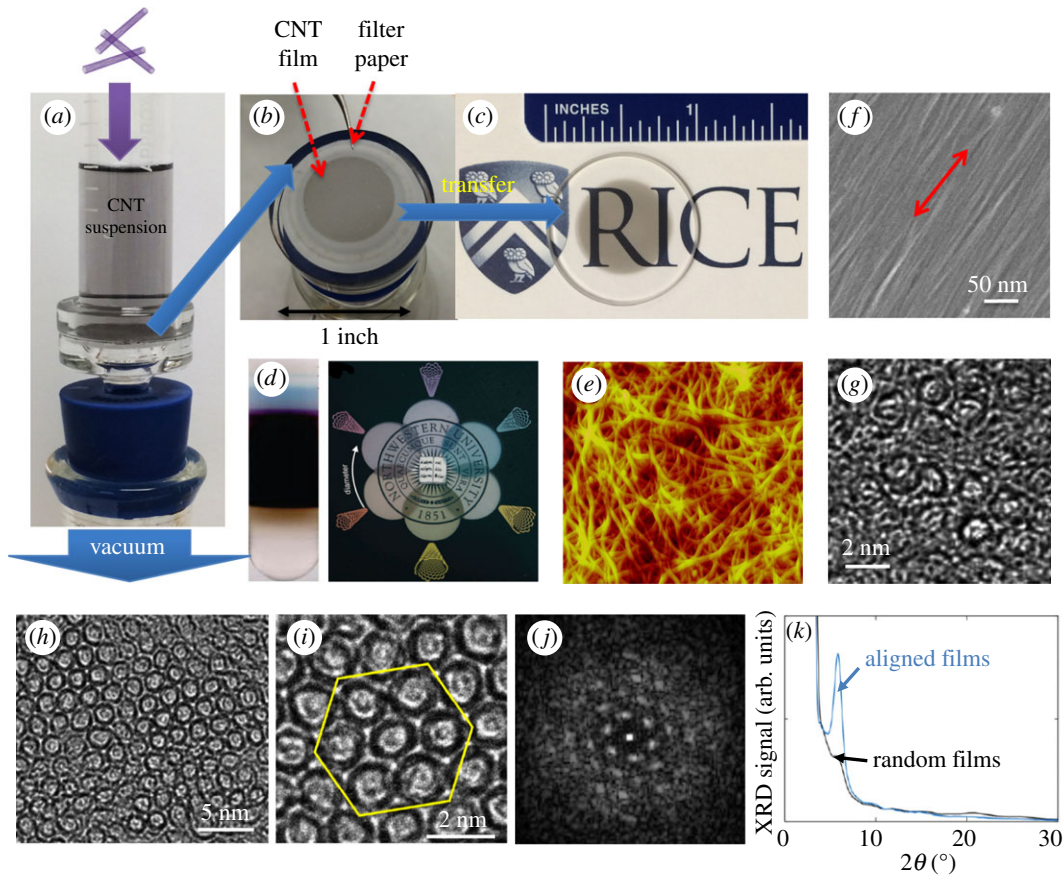 CNT
film
filter
paper
(a)
CNT
suspension
vacuum
(b)
1 inch
transfer
(c)
INCHES
1
RICE
(f)
50 nm
(d)
diameter
NORTHWESTERN UNIVERSITY
· 1851 ·
(e)
(g)
2 nm
(h)
5 nm
(i)
2 nm
(j)
(k)
XRD signal (arb. units)
aligned films
random films
0
10
20
30
2θ (°)